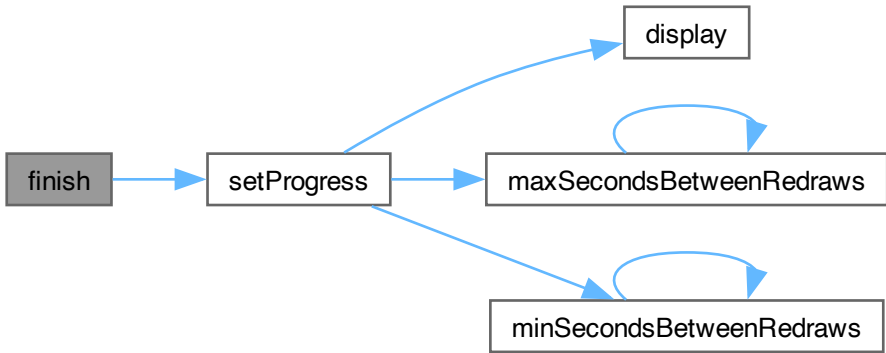 display
finish
setProgress
maxSecondsBetweenRedraws
minSecondsBetweenRedraws